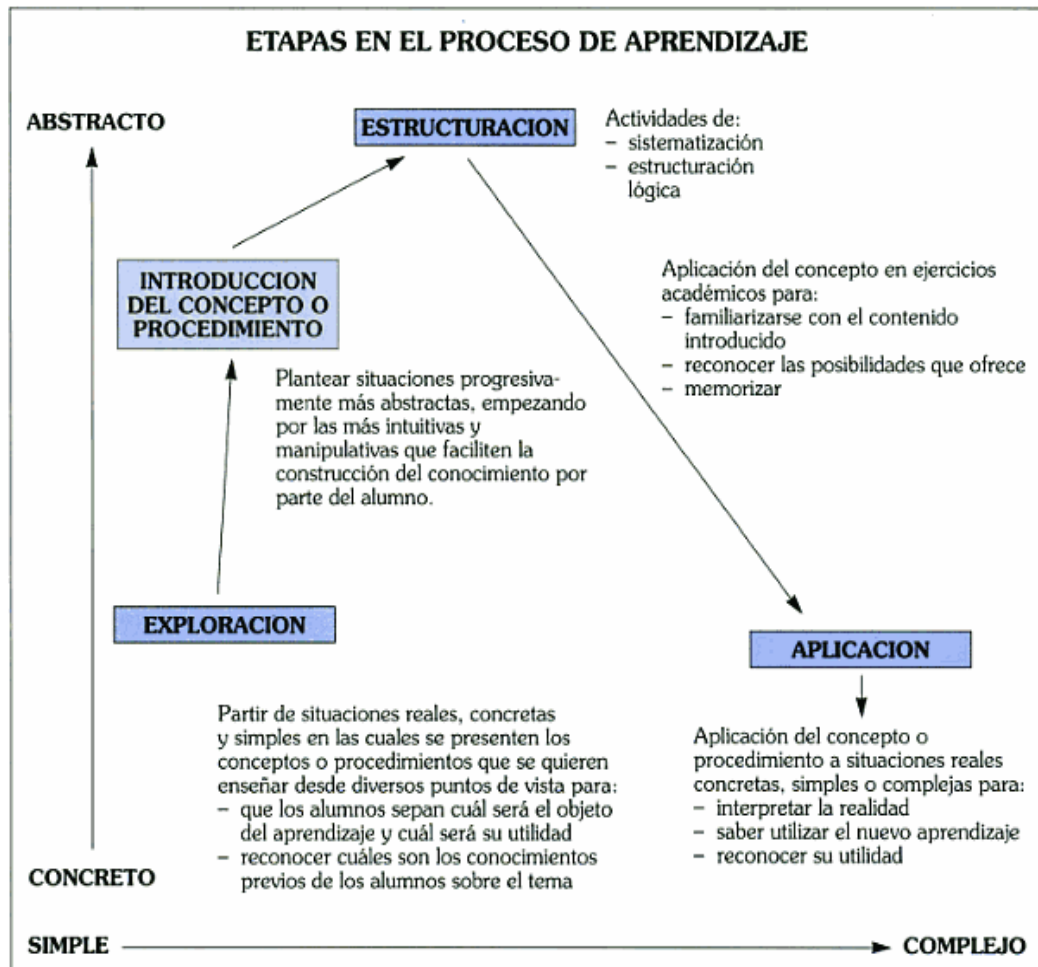 ETAPAS EN EL PROCESO DE APRENDIZAJE
ABSTRACTO
ESTRUCTURACION
Actividades de:
– sistematización
– estructuración
lógica
INTRODUCCION
DEL CONCEPTO O
PROCEDIMIENTO
Aplicación del concepto en ejercicios
académicos para:
– familiarizarse con el contenido
introducido
– reconocer las posibilidades que ofrece
– memorizar
Plantear situaciones progresiva-
mente más abstractas, empezando
por las más intuitivas y
manipulativas que faciliten la
construcción del conocimiento por
parte del alumno.
EXPLORACION
APLICACION
Partir de situaciones reales, concretas
y simples en las cuales se presenten los
conceptos o procedimientos que se quieren
enseñar desde diversos puntos de vista para:
– que los alumnos sepan cuál será el objeto
del aprendizaje y cuál será su utilidad
– reconocer cuáles son los conocimientos
previos de los alumnos sobre el tema
Aplicación del concepto o
procedimiento a situaciones reales
concretas, simples o complejas para:
– interpretar la realidad
– saber utilizar el nuevo aprendizaje
– reconocer su utilidad
CONCRETO
SIMPLE
COMPLEJO